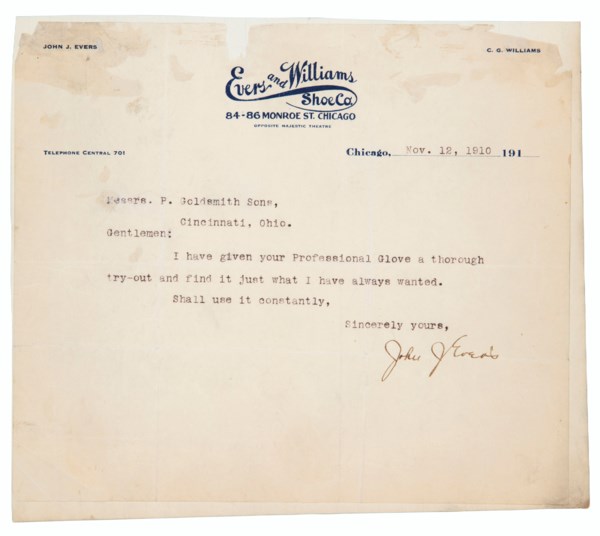 JOHN J. EVERS
C. G. WILLIAMS
Evers and Williams
Shoe Co
84-86 MONROE ST. CHICAGO
OPPOSITE MAJESTIC THEATRE
TELEPHONE CENTRAL 701
Chicago, Nov. 12, 1910 191
Messrs. P. Goldsmith Sons,
Cincinnati, Ohio.
Gentlemen:
I have given your Professional Glove a thorough
try-out and find it just what I have always wanted.
Shall use it constantly,
Sincerely yours,
John J Evers